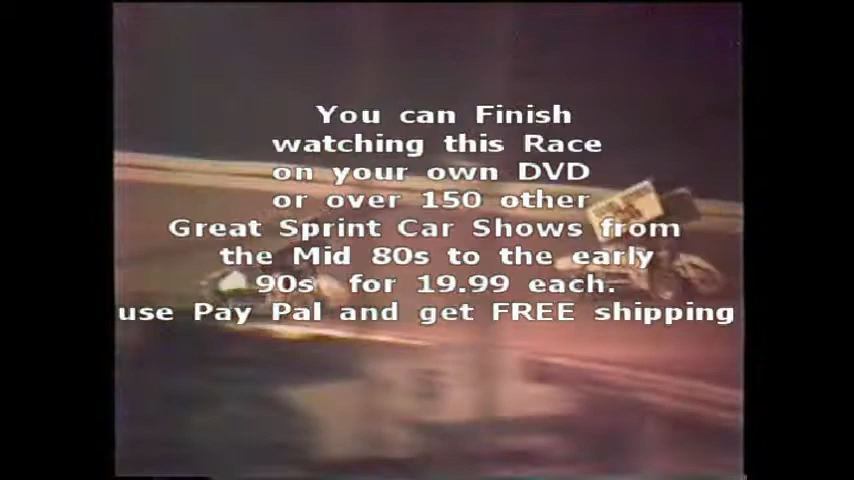 You can Finish
watching this Race
on your own DVD
or over 150 other
Great Sprint Car Shows from
the Mid 80s to the early
90s for 19.99 each.
use Pay Pal and get FREE shipping